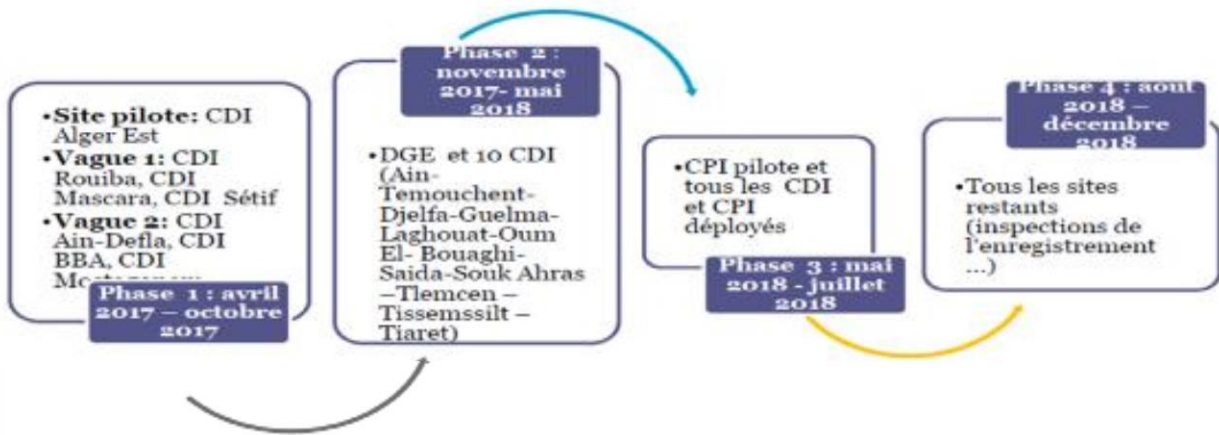 •Site pilote: CDI
Alger Est
•Vague 1: CDI
Rouiba, CDI
Mascara, CDI Sétif
•Vague 2: CDI
Ain-Defla, CDI
BBA, CDI
Phase 1 : avril
2017 – octobre
2017
Phase 2 :
novembre
2017- mai
2018
•DGE et 10 CDI
(Ain-
Temouchent-
Djelfa-Guelma-
Laghouat-Oum
El- Bouaghi-
Saida-Souk Ahras
–Tlemcen –
Tissemssilt –
Tiaret)
•CPI pilote et
tous les CDI
et CPI
déployés
Phase 3 : mai
2018 - juillet
2018
Phase 4 : aout
2018 –
décembre
2018
•Tous les sites
restants
(inspections de
l'enregistrement
...)